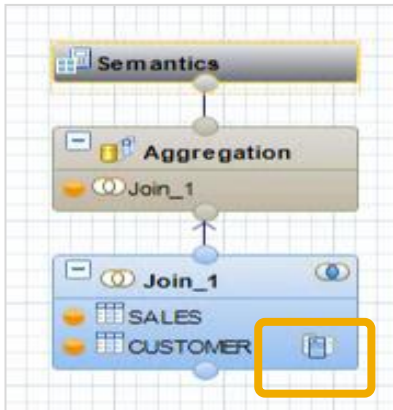 Semantics
Aggregation
Join_1
Join_1
SALES
CUSTOMER